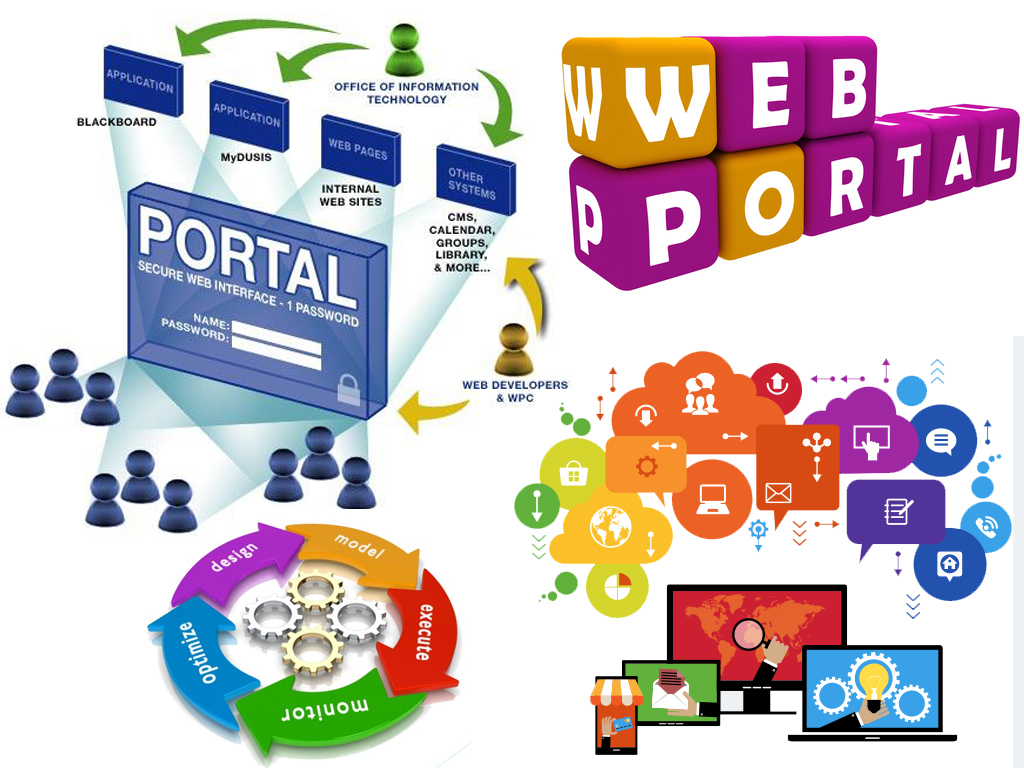 APPLICATION
BLACKBOARD
APPLICATION
MyDUSIS
WEB PAGES
INTERNAL
WEB SITES
OTHER
SYSTEMS
CMS,
CALENDAR,
GROUPS,
LIBRARY,
& MORE...
OFFICE OF INFORMATION
TECHNOLOGY
PORTAL
SECURE WEB INTERFACE - 1 PASSWORD
NAME:
PASSWORD:
WEB DEVELOPERS
& WPC
W WEB
P PORTAL
design
model
execute
monitor
optimize